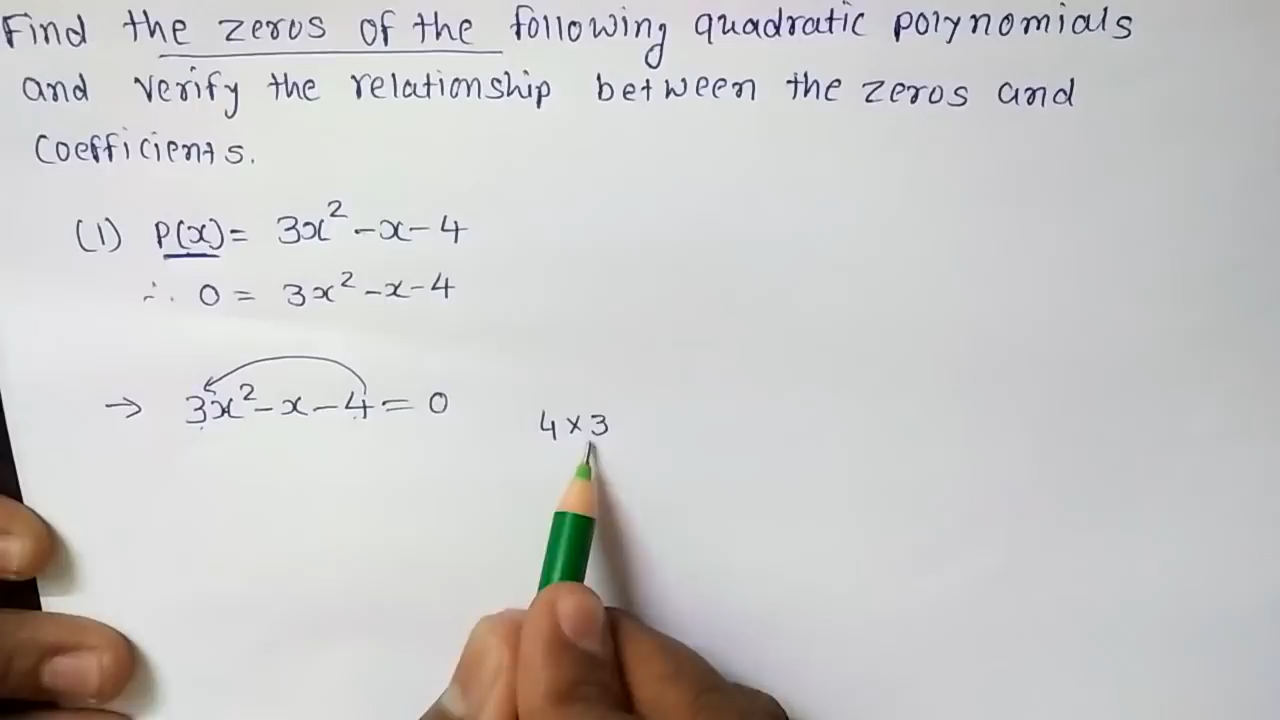 Find the zeros of the following quadratic polynomials
and verify the relationship between the zeros and
Coefficients.
(1) P(x) = 3x² - x - 4
∴ 0 = 3x² - x - 4
→ 3x² - x - 4 = 0
4 × 3